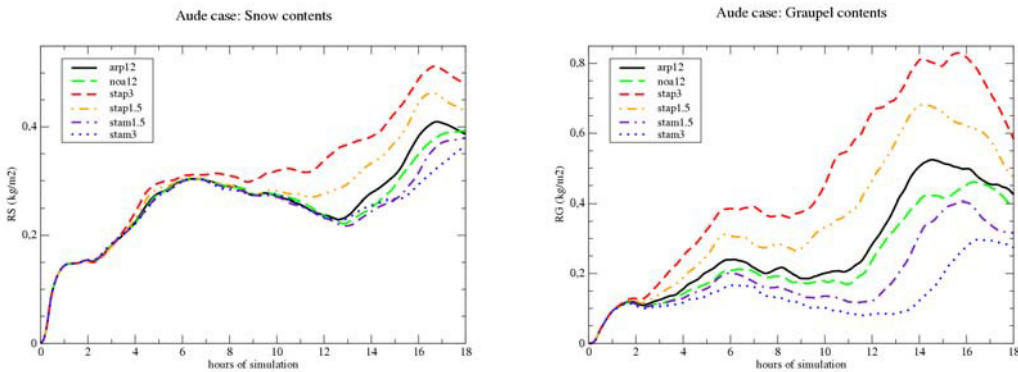 Aude case: Snow contents
arp12
noa12
stap3
stap1.5
stam1.5
stam3
0,4
0,2
0
RS (kg/m2)
0 2 4 6 8 10 12 14 16 18
hours of simulation
Aude case: Graupel contents
arp12
noa12
stap3
stap1.5
stam1.5
stam3
0,8
0,6
0,4
0,2
0
RG (kg/m2)
0 2 4 6 8 10 12 14 16 18
hours of simulation